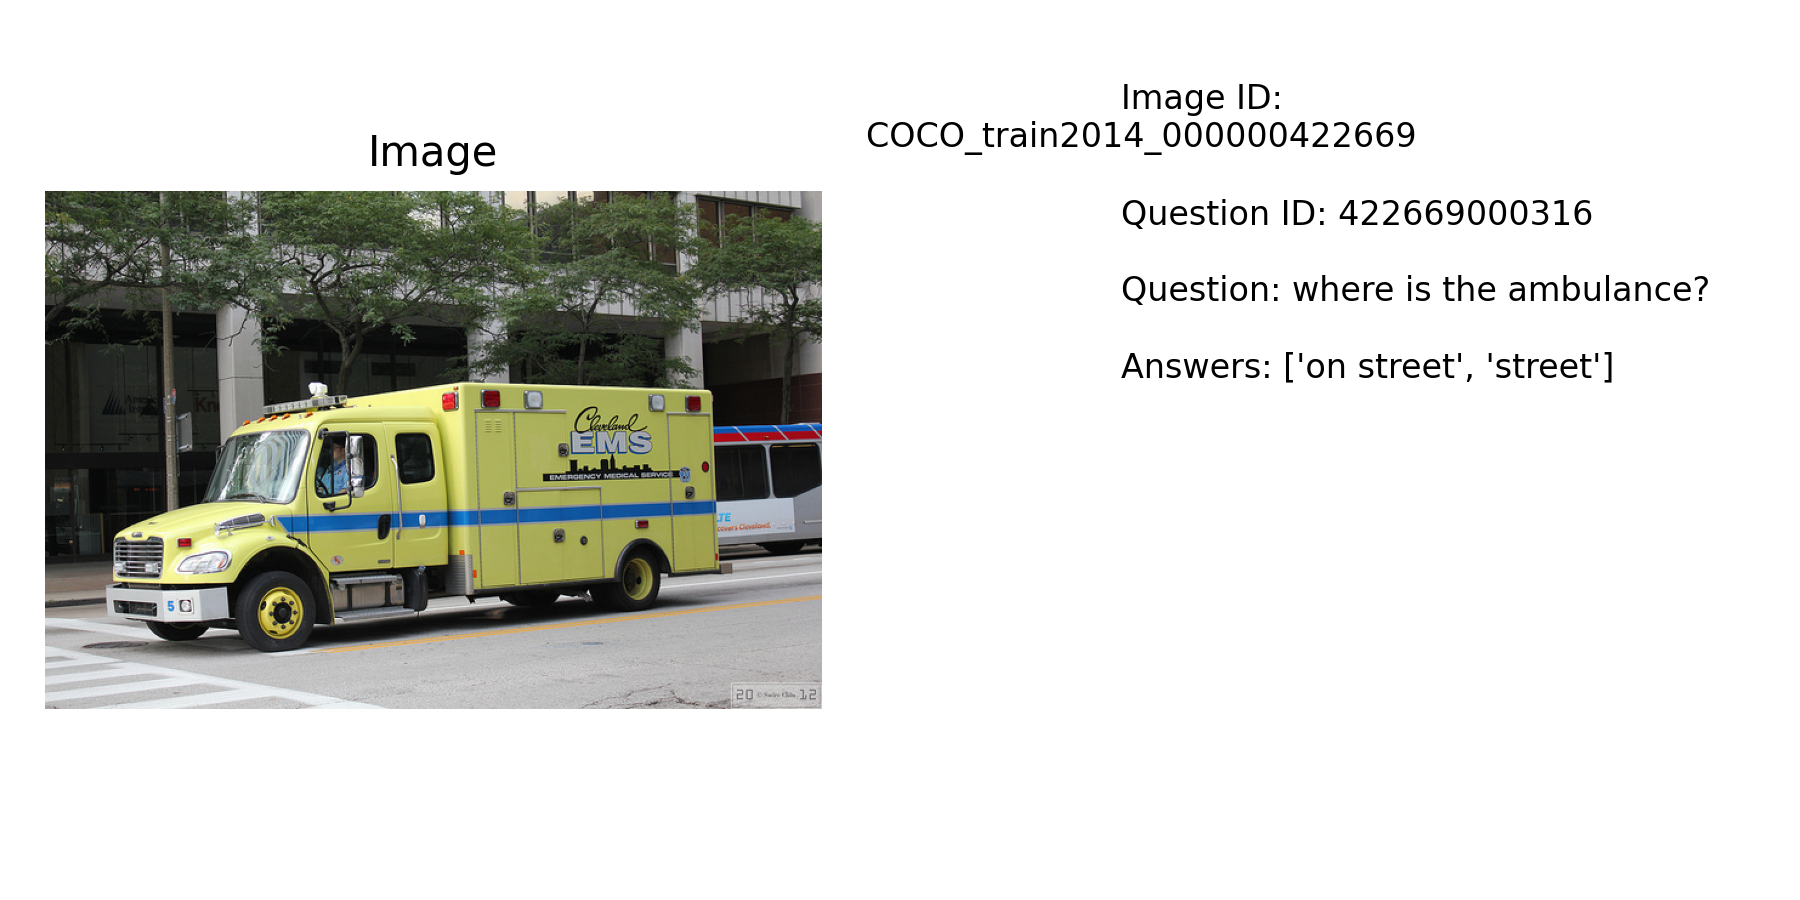 Image
Cleveland
EMS
EMERGENCY MEDICAL SERVICE
5
20 12
Image ID:
COCO_train2014_000000422669
Question ID: 422669000316
Question: where is the ambulance?
Answers: ['on street', 'street']